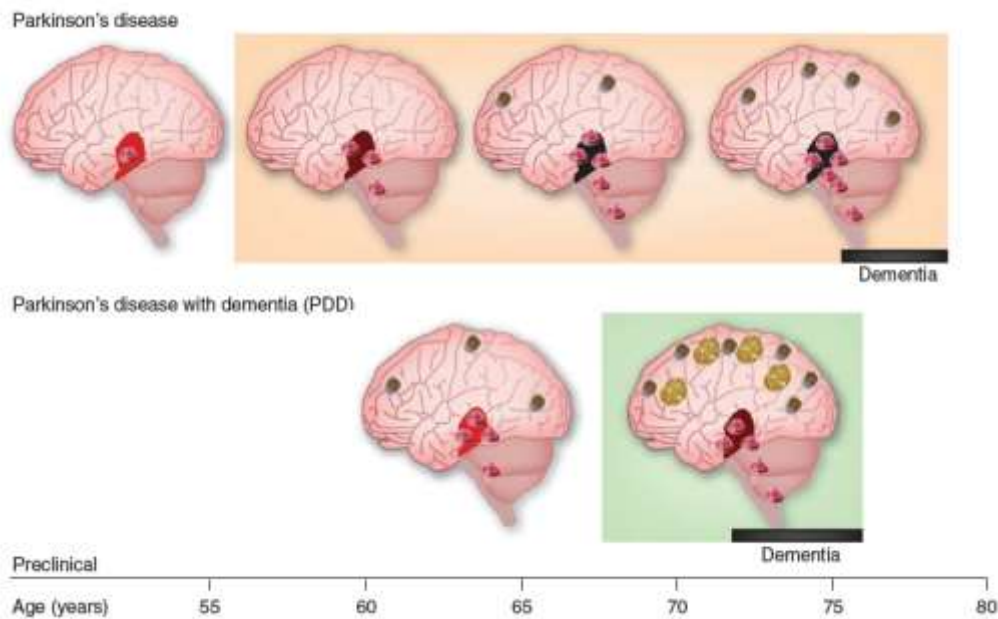 Parkinson's disease
Dementia
Parkinson's disease with dementia (PDD)
Dementia
Preclinical
Age (years) 55 60 65 70 75 80